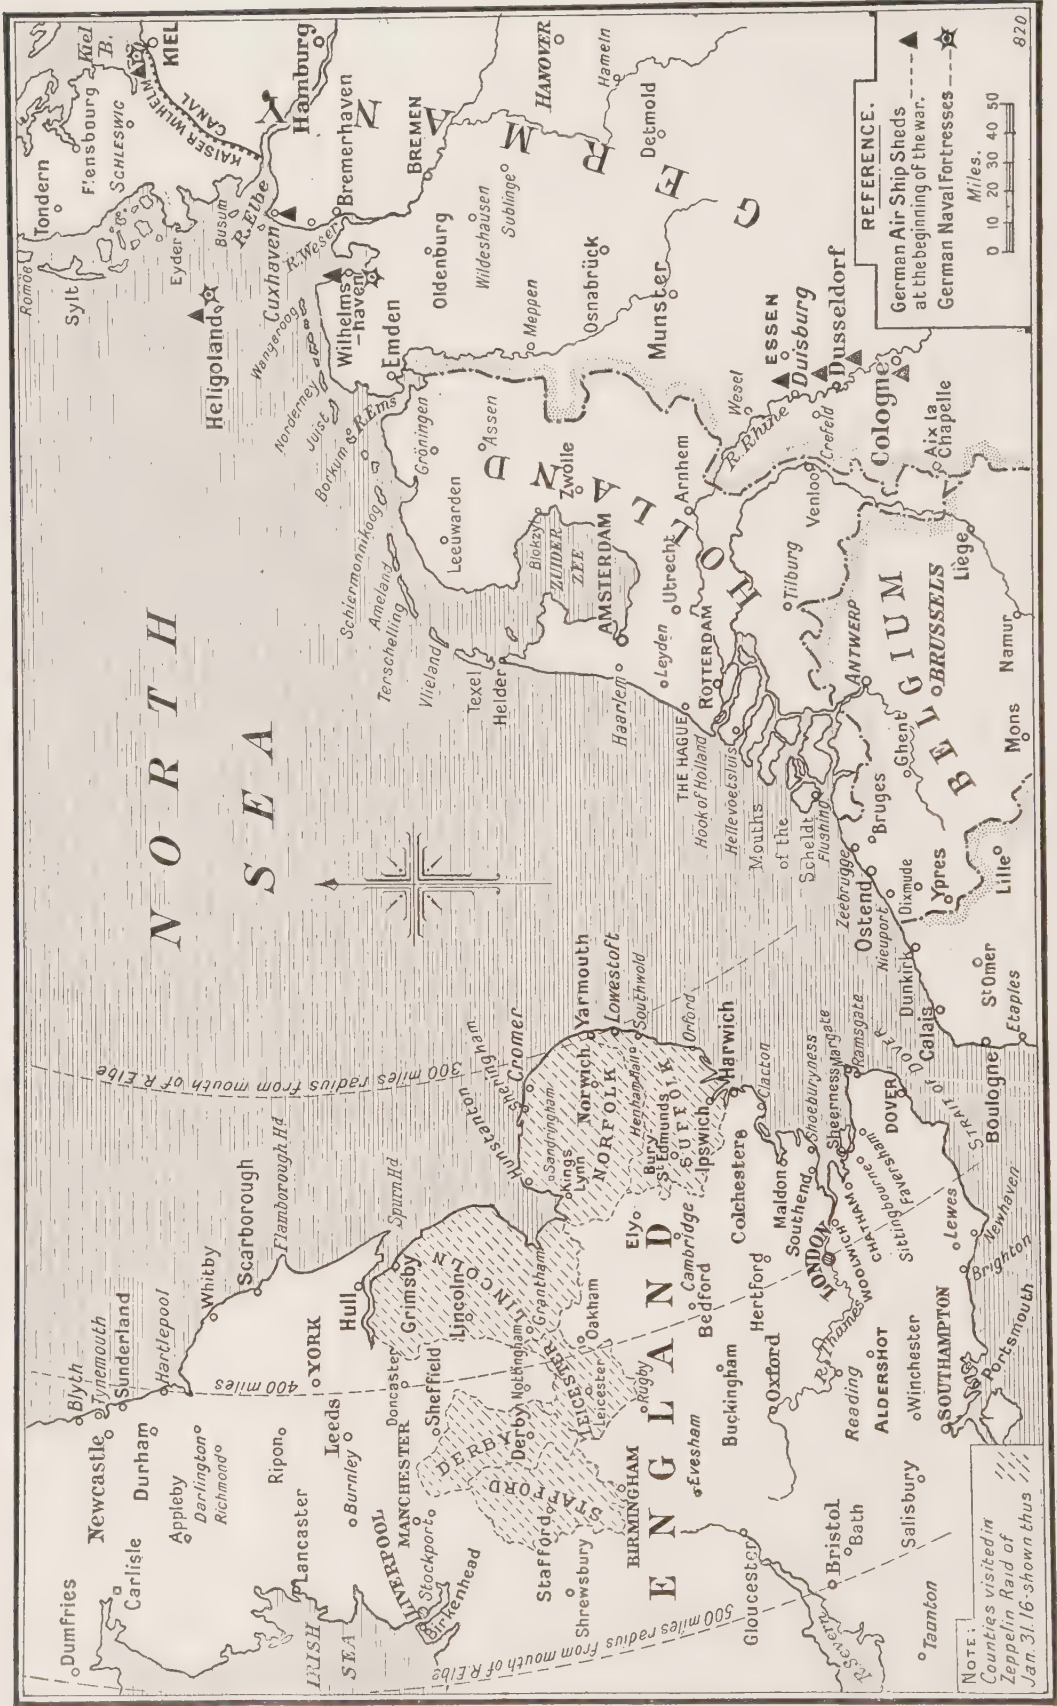 NORTH
SEA
IRISH
SEA
ENGLAND
HOLLAND
BELGIUM
GERMANY
300 miles radius from mouth of R. Elbe
400 miles
500 miles radius from mouth of R. Elbe
Dumfries
Carlisle
Newcastle
Blyth
Tynemouth
Sunderland
Durham
Hartlepool
Appleby
Darlington
Richmond
Whitby
Scarborough
Flamborough Hd
Ripon
YORK
Lancaster
Leeds
Burnley
Hull
Spurn Hd
LIVERPOOL
MANCHESTER
Stockport
Birkenhead
Doncaster
Sheffield
Grimsby
Lincoln
LINCOLN
DERBY
Derby
Nottingham
Grantham
STAFFORD
Stafford
Shrewsbury
LEICESTER
Leicester
Oakham
BIRMINGHAM
Rugby
Evesham
Hunstanton
Sheringham
Cromer
Sandringham
Kings
Lynn
NORFOLK
Norwich
Yarmouth
Lowestoft
Southwold
Henham Hall
Bury
St Edmunds
SUFFOLK
Ipswich
Orford
Harwich
Ely
Cambridge
Bedford
Buckingham
Colchester
Clacton
Hertford
Maldon
Southend
Shoeburyness
Gloucester
Oxford
R. Thames
LONDON
WOOLWICH
CHATHAM
Sheerness
Margate
Ramsgate
Sittingbourne
Faversham
DOVER
STRAIT OF DOVER
Reading
ALDERSHOT
Winchester
SOUTHAMPTON
Portsmouth
Brighton
Lewes
Newhaven
R. Severn
Bristol
Bath
Salisbury
Taunton
Romöe
Sylt
Tondern
Flensbourg
SCHLESWIG
Kiel
B.
KIEL
KAISER WILHELM
CANAL
Eyder
Busum
R. Elbe
Hamburg
Heligoland
Cuxhaven
R. Weser
Bremerhaven
Wangeroog
Wilhelms
-haven
BREMEN
Norderney
Juist
Borkum
R. Ems
Emden
Oldenburg
Wildeshausen
Sublinge
HANOVER
Hameln
Detmold
Meppen
Osnabrück
Munster
Schiermonnikoog
Ameland
Terschelling
Vlieland
Texel
Helder
Gröningen
Leeuwarden
Assen
Zwolle
Blokzyl
ZUIDER
ZEE
AMSTERDAM
Haarlem
Leyden
Utrecht
Arnhem
THE HAGUE
ROTTERDAM
Hook of Holland
Hellevoetsluis
Mouths
of the
Scheldt
Flushing
Tilburg
Venloo
Wesel
R. Rhine
ESSEN
Duisburg
Dusseldorf
Crefeld
Cologne
Aix la
Chapelle
Zeebrugge
Ostend
Bruges
Nieuport
Dixmude
Ghent
ANTWERP
BRUSSELS
Liège
Namur
Mons
Ypres
Lille
Dunkirk
Calais
St Omer
Boulogne
Etaples
REFERENCE.
German Air Ship Sheds
at the beginning of the war.
German Naval Fortresses
Miles.
0 10 20 30 40 50
820
NOTE:
Counties visited in
Zeppelin Raid of
Jan. 31. 16 shown thus